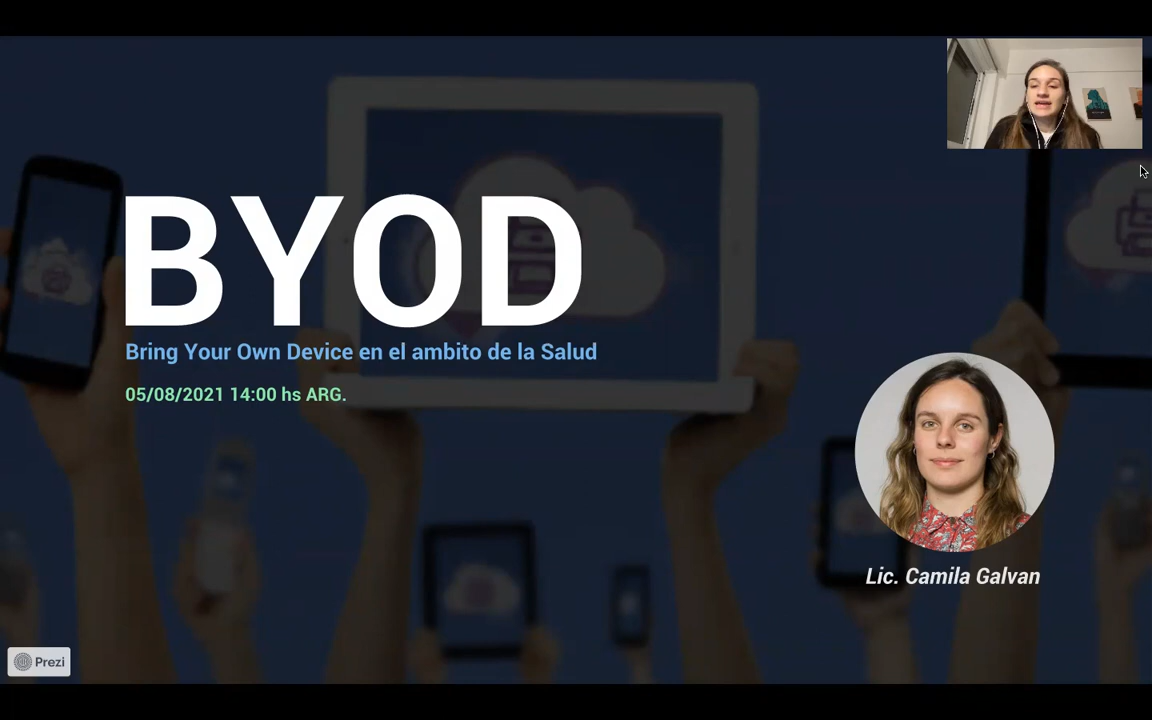 BYOD
Bring Your Own Device en el ambito de la Salud
05/08/2021 14:00 hs ARG.
Lic. Camila Galvan
Prezi